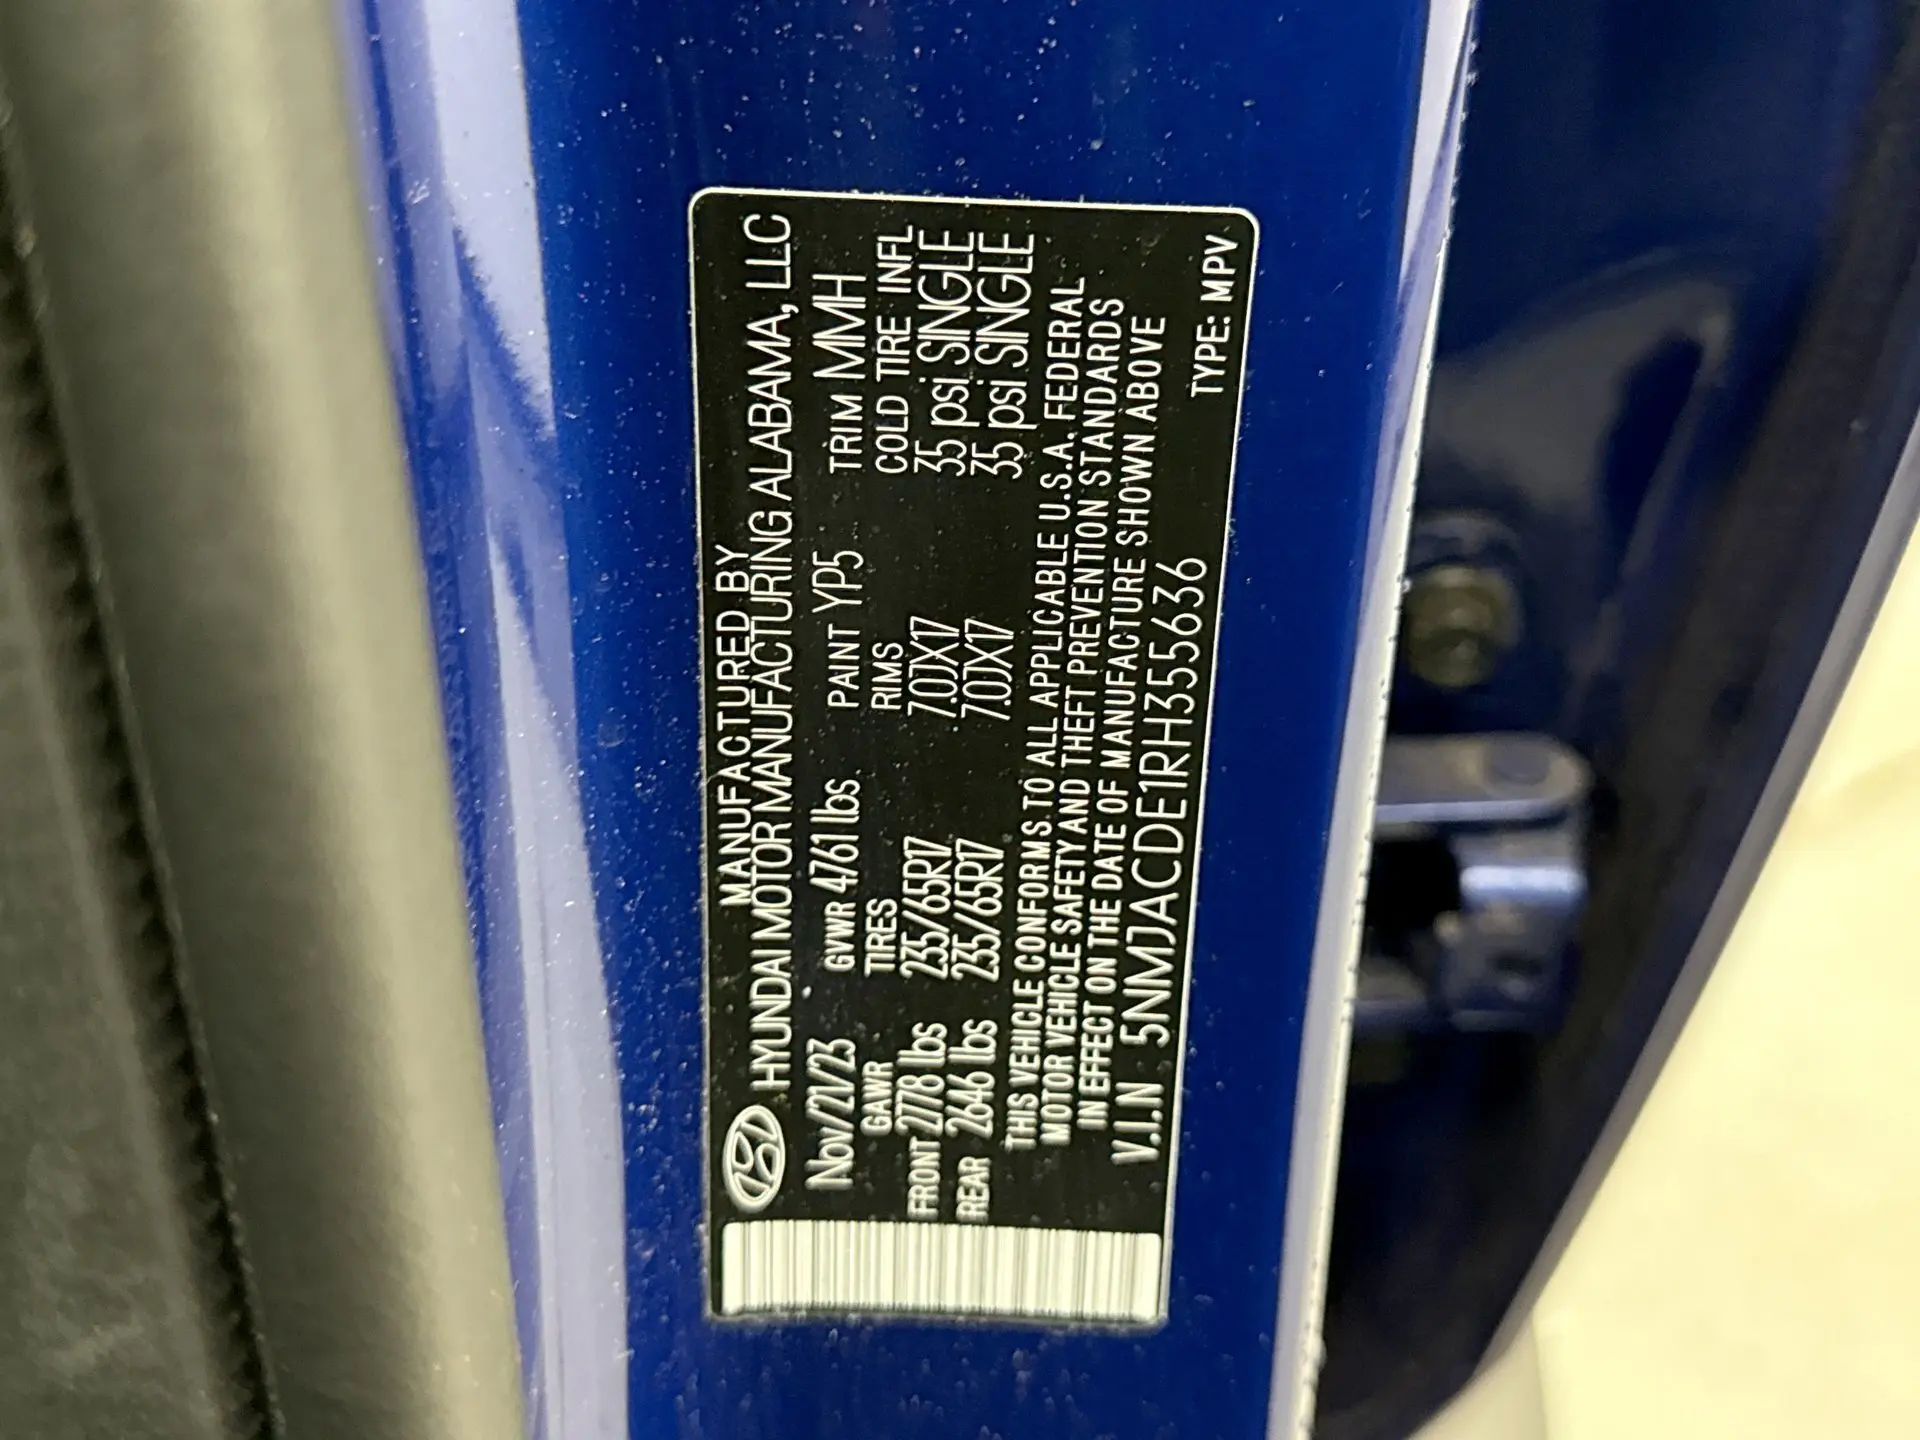 MANUFACTURED BY
HYUNDAI MOTOR MANUFACTURING ALABAMA, LLC
Nov/21/23 GVWR 4761 lbs PAINT YP5 TRIM MMH
GAWR TIRES RIMS COLD TIRE INFL
FRONT 2778 lbs 235/65R17 7.0JX17 35 psi SINGLE
REAR 2646 lbs 235/65R17 7.0JX17 35 psi SINGLE
THIS VEHICLE CONFORMS TO ALL APPLICABLE U.S.A. FEDERAL
MOTOR VEHICLE SAFETY AND THEFT PREVENTION STANDARDS
IN EFFECT ON THE DATE OF MANUFACTURE SHOWN ABOVE
V.I.N 5NMJACDE1RH355636 TYPE: MPV